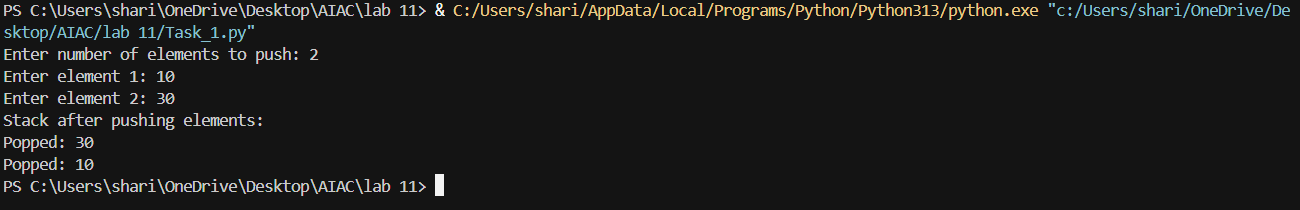 PS C:\Users\shari\OneDrive\Desktop\AIAC\lab 11> & C:/Users/shari/AppData/Local/Programs/Python/Python313/python.exe "c:/Users/shari/OneDrive/De
sktop/AIAC/lab 11/Task_1.py"
Enter number of elements to push: 2
Enter element 1: 10
Enter element 2: 30
Stack after pushing elements:
Popped: 30
Popped: 10
PS C:\Users\shari\OneDrive\Desktop\AIAC\lab 11>